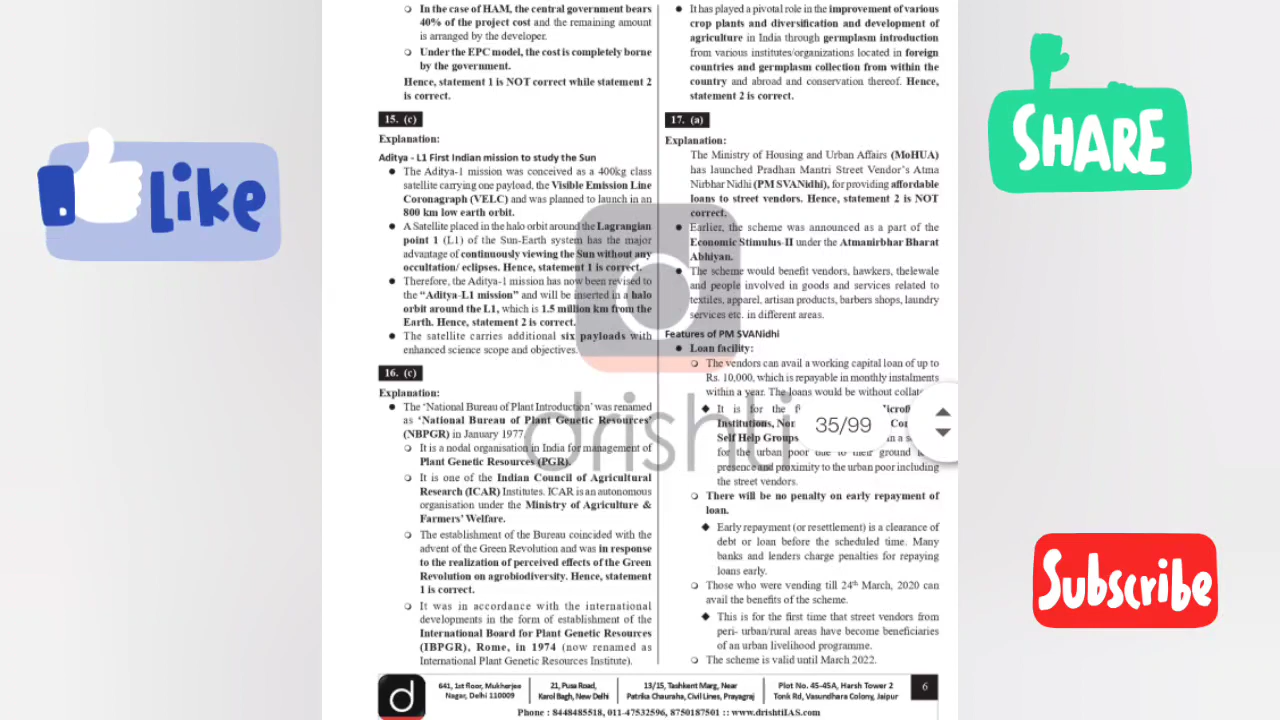 In the case of HAM, the central government bears
40% of the project cost and the remaining amount
is arranged by the developer.
Under the EPC model, the cost is completely borne
by the government.
Hence, statement 1 is NOT correct while statement 2
is correct.
15. (c)
Explanation:
Aditya - L1 First Indian mission to study the Sun
The Aditya-1 mission was conceived as a 400kg class
satellite carrying one payload, the Visible Emission Line
Coronagraph (VELC) and was planned to launch in an
800 km low earth orbit.
A Satellite placed in the halo orbit around the Lagrangian
point 1 (L1) of the Sun-Earth system has the major
advantage of continuously viewing the Sun without any
occultation/ eclipses. Hence, statement 1 is correct.
Therefore, the Aditya-1 mission has now been revised to
the “Aditya-L1 mission” and will be inserted in a halo
orbit around the L1, which is 1.5 million km from the
Earth. Hence, statement 2 is correct.
The satellite carries additional six payloads with
enhanced science scope and objectives.
16. (c)
Explanation:
The ‘National Bureau of Plant Introduction’ was renamed
as ‘National Bureau of Plant Genetic Resources’
(NBPGR) in January 1977.
It is a nodal organisation in India for management of
Plant Genetic Resources (PGR).
It is one of the Indian Council of Agricultural
Research (ICAR) Institutes. ICAR is an autonomous
organisation under the Ministry of Agriculture &
Farmers’ Welfare.
The establishment of the Bureau coincided with the
advent of the Green Revolution and was in response
to the realization of perceived effects of the Green
Revolution on agrobiodiversity. Hence, statement
1 is correct.
It was in accordance with the international
developments in the form of establishment of the
International Board for Plant Genetic Resources
(IBPGR), Rome, in 1974 (now renamed as
International Plant Genetic Resources Institute).
It has played a pivotal role in the improvement of various
crop plants and diversification and development of
agriculture in India through germplasm introduction
from various institutes/organizations located in foreign
countries and germplasm collection from within the
country and abroad and conservation thereof. Hence,
statement 2 is correct.
17. (a)
Explanation:
The Ministry of Housing and Urban Affairs (MoHUA)
has launched Pradhan Mantri Street Vendor’s Atma
Nirbhar Nidhi (PM SVANidhi), for providing affordable
loans to street vendors. Hence, statement 2 is NOT
correct.
Earlier, the scheme was announced as a part of the
Economic Stimulus-II under the Atmanirbhar Bharat
Abhiyan.
The scheme would benefit vendors, hawkers, thelewale
and people involved in goods and services related to
textiles, apparel, artisan products, barbers shops, laundry
services etc. in different areas.
Features of PM SVANidhi
Loan facility:
The vendors can avail a working capital loan of up to
Rs. 10,000, which is repayable in monthly instalments
within a year. The loans would be without
It is for the
Institutions,
Self Help Groups
for the urban poor due to their ground
presence and proximity to the urban poor including
the street vendors.
There will be no penalty on early repayment of
loan.
Early repayment (or resettlement) is a clearance of
debt or loan before the scheduled time. Many
banks and lenders charge penalties for repaying
loans early.
Those who were vending till 24th March, 2020 can
avail the benefits of the scheme.
This is for the first time that street vendors from
peri- urban/rural areas have become beneficiaries
of an urban livelihood programme.
The scheme is valid until March 2022.
35/99
drishti
Like
SHARE
Subscribe
d
641, 1st floor, Mukherjee
Nagar, Delhi 110009
21, Pusa Road,
Karol Bagh, New Delhi
13/15, Tashkent Marg, Near
Patrika Chauraha, Civil Lines, Prayagraj
Plot No. 45-45A, Harsh Tower 2
Tonk Rd, Vasundhara Colony, Jaipur
6
Phone : 8448485518, 011-47532596, 8750187501 :: www.drishtiIAS.com